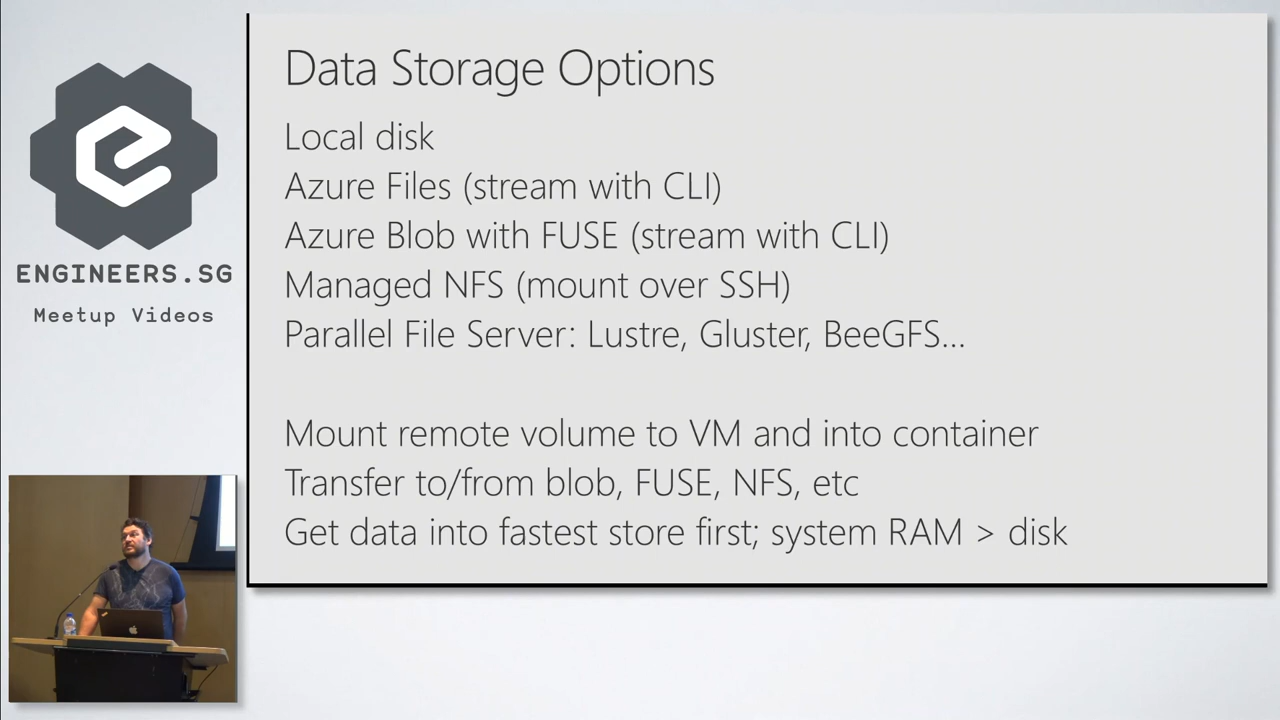 ENGINEERS.SG
Meetup Videos
Data Storage Options
Local disk
Azure Files (stream with CLI)
Azure Blob with FUSE (stream with CLI)
Managed NFS (mount over SSH)
Parallel File Server: Lustre, Gluster, BeeGFS...
Mount remote volume to VM and into container
Transfer to/from blob, FUSE, NFS, etc
Get data into fastest store first; system RAM > disk